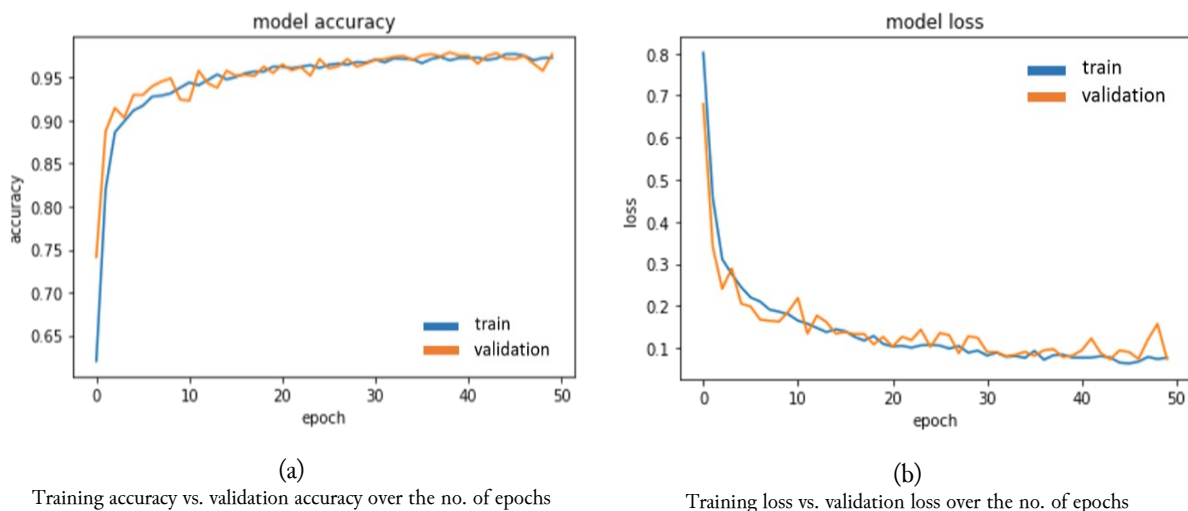 model accuracy
0.95
0.90
0.85
0.80
0.75
0.70
0.65
accuracy
train
validation
0 10 20 30 40 50
epoch
(a)
Training accuracy vs. validation accuracy over the no. of epochs
model loss
0.8
0.7
0.6
0.5
0.4
0.3
0.2
0.1
loss
train
validation
0 10 20 30 40 50
epoch
(b)
Training loss vs. validation loss over the no. of epochs